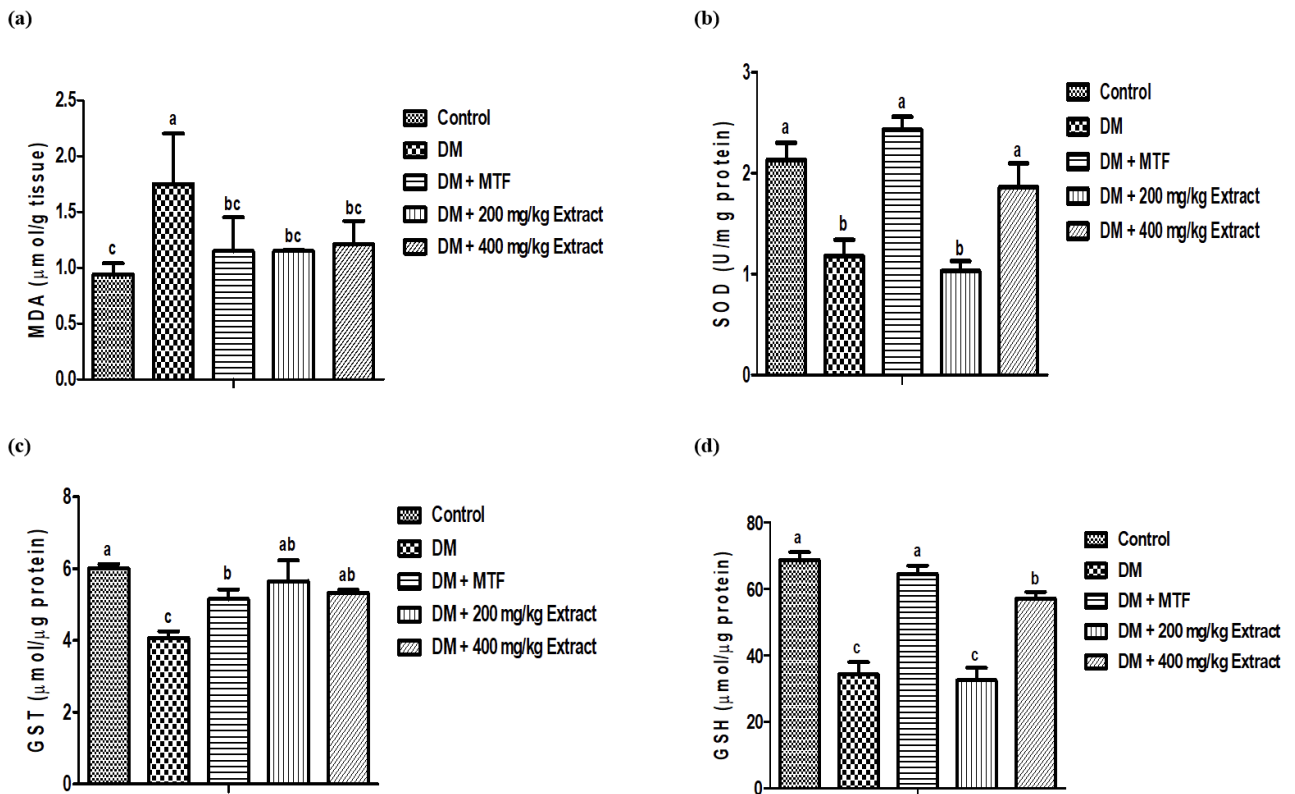 (a)
MDA (μmol/g tissue)
2.5
2.0
1.5
1.0
0.5
0.0
c
a
bc
bc
bc
Control
DM
DM + MTF
DM + 200 mg/kg Extract
DM + 400 mg/kg Extract
(b)
SOD (U/mg protein)
3
2
1
0
a
b
a
b
a
Control
DM
DM + MTF
DM + 200 mg/kg Extract
DM + 400 mg/kg Extract
(c)
GST (μmol/μg protein)
8
6
4
2
0
a
c
b
ab
ab
Control
DM
DM + MTF
DM + 200 mg/kg Extract
DM + 400 mg/kg Extract
(d)
GSH (μmol/μg protein)
80
60
40
20
0
a
c
a
c
b
Control
DM
DM + MTF
DM + 200 mg/kg Extract
DM + 400 mg/kg Extract